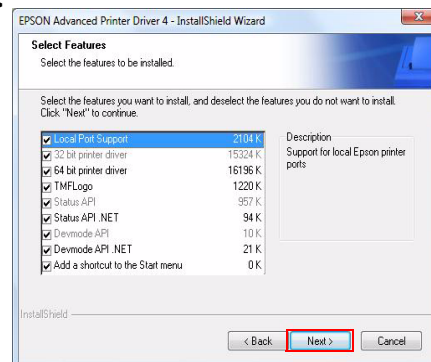 EPSON Advanced Printer Driver 4 - InstallShield Wizard
Select Features
Select the features to be installed.
Select the features you want to install, and deselect the features you do not want to install.
Click "Next" to continue.
Local Port Support 2104 K
32 bit printer driver 15324 K
64 bit printer driver 16196 K
TMFLogo 1220 K
Status API 957 K
Status API .NET 94 K
Devmode API 10 K
Devmode API .NET 21 K
Add a shortcut to the Start menu 0 K
Description
Support for local Epson printer
ports
InstallShield
< Back Next > Cancel